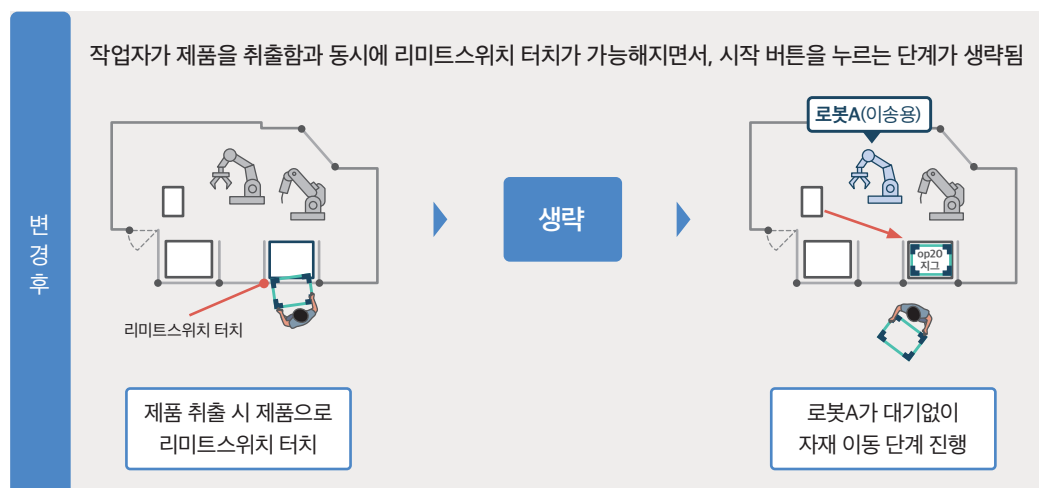 변
경
후
작업자가 제품을 취출함과 동시에 리미트스위치 터치가 가능해지면서, 시작 버튼을 누르는 단계가 생략됨
리미트스위치 터치
제품 취출 시 제품으로
리미트스위치 터치
생략
로봇A(이송용)
op20
지그
로봇A가 대기없이
자재 이동 단계 진행